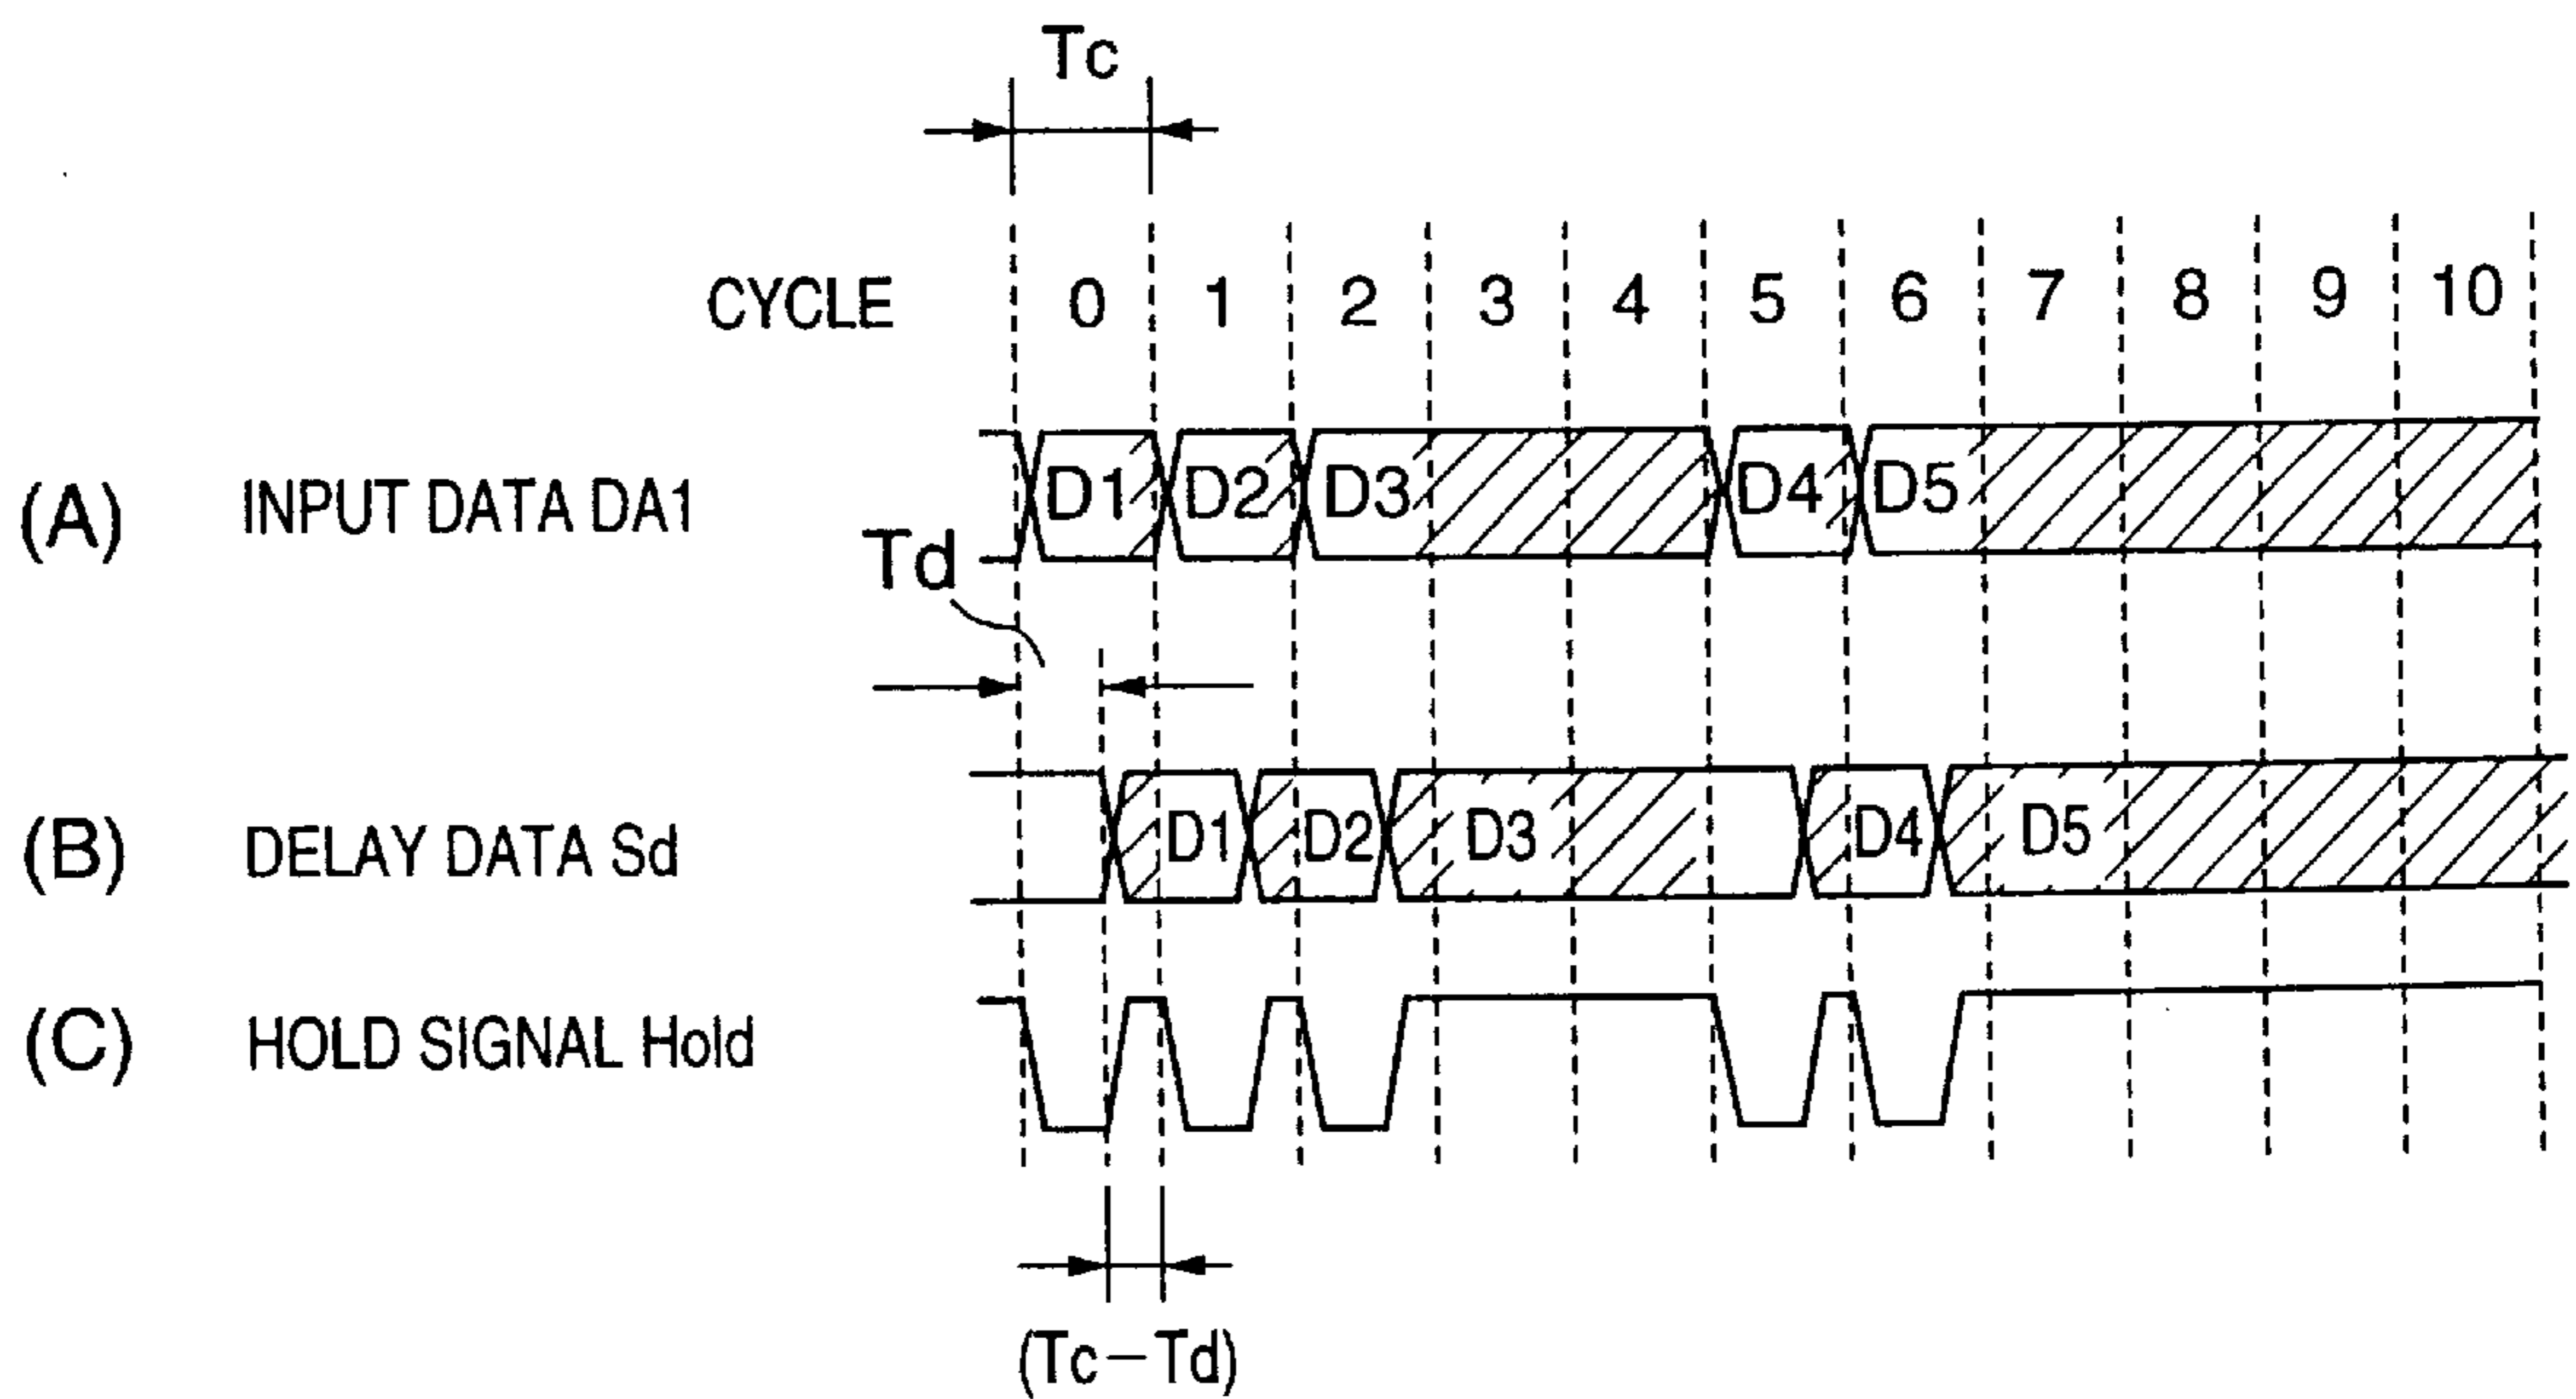 Tc
CYCLE 0 1 2 3 4 5 6 7 8 9 10
(A) INPUT DATA DA1 D1 D2 D3 D4 D5
Td
(B) DELAY DATA Sd D1 D2 D3 D4 D5
(C) HOLD SIGNAL Hold
(Tc-Td)